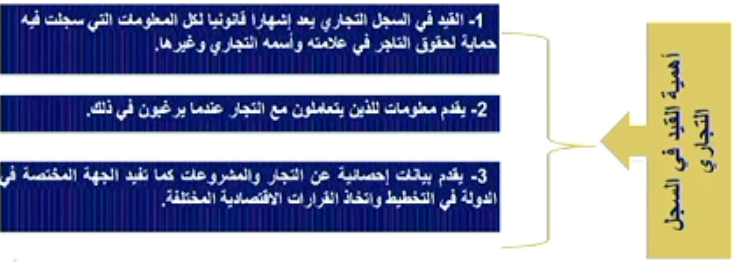 أهمية القيد في السجل
التجاري
1- القيد في السجل التجاري يعد إشهارا قانونيا لكل المعلومات التي سجلت فيه
حماية لحقوق التاجر في علامته وأسمه التجاري وغيرها.
2- يقدم معلومات للذين يتعاملون مع التجار عندما يرغبون في ذلك.
3- يقدم بيانات إحصائية عن التجار والمشروعات كما تفيد الجهة المختصة في
الدولة في التخطيط واتخاذ القرارات الاقتصادية المختلفة.